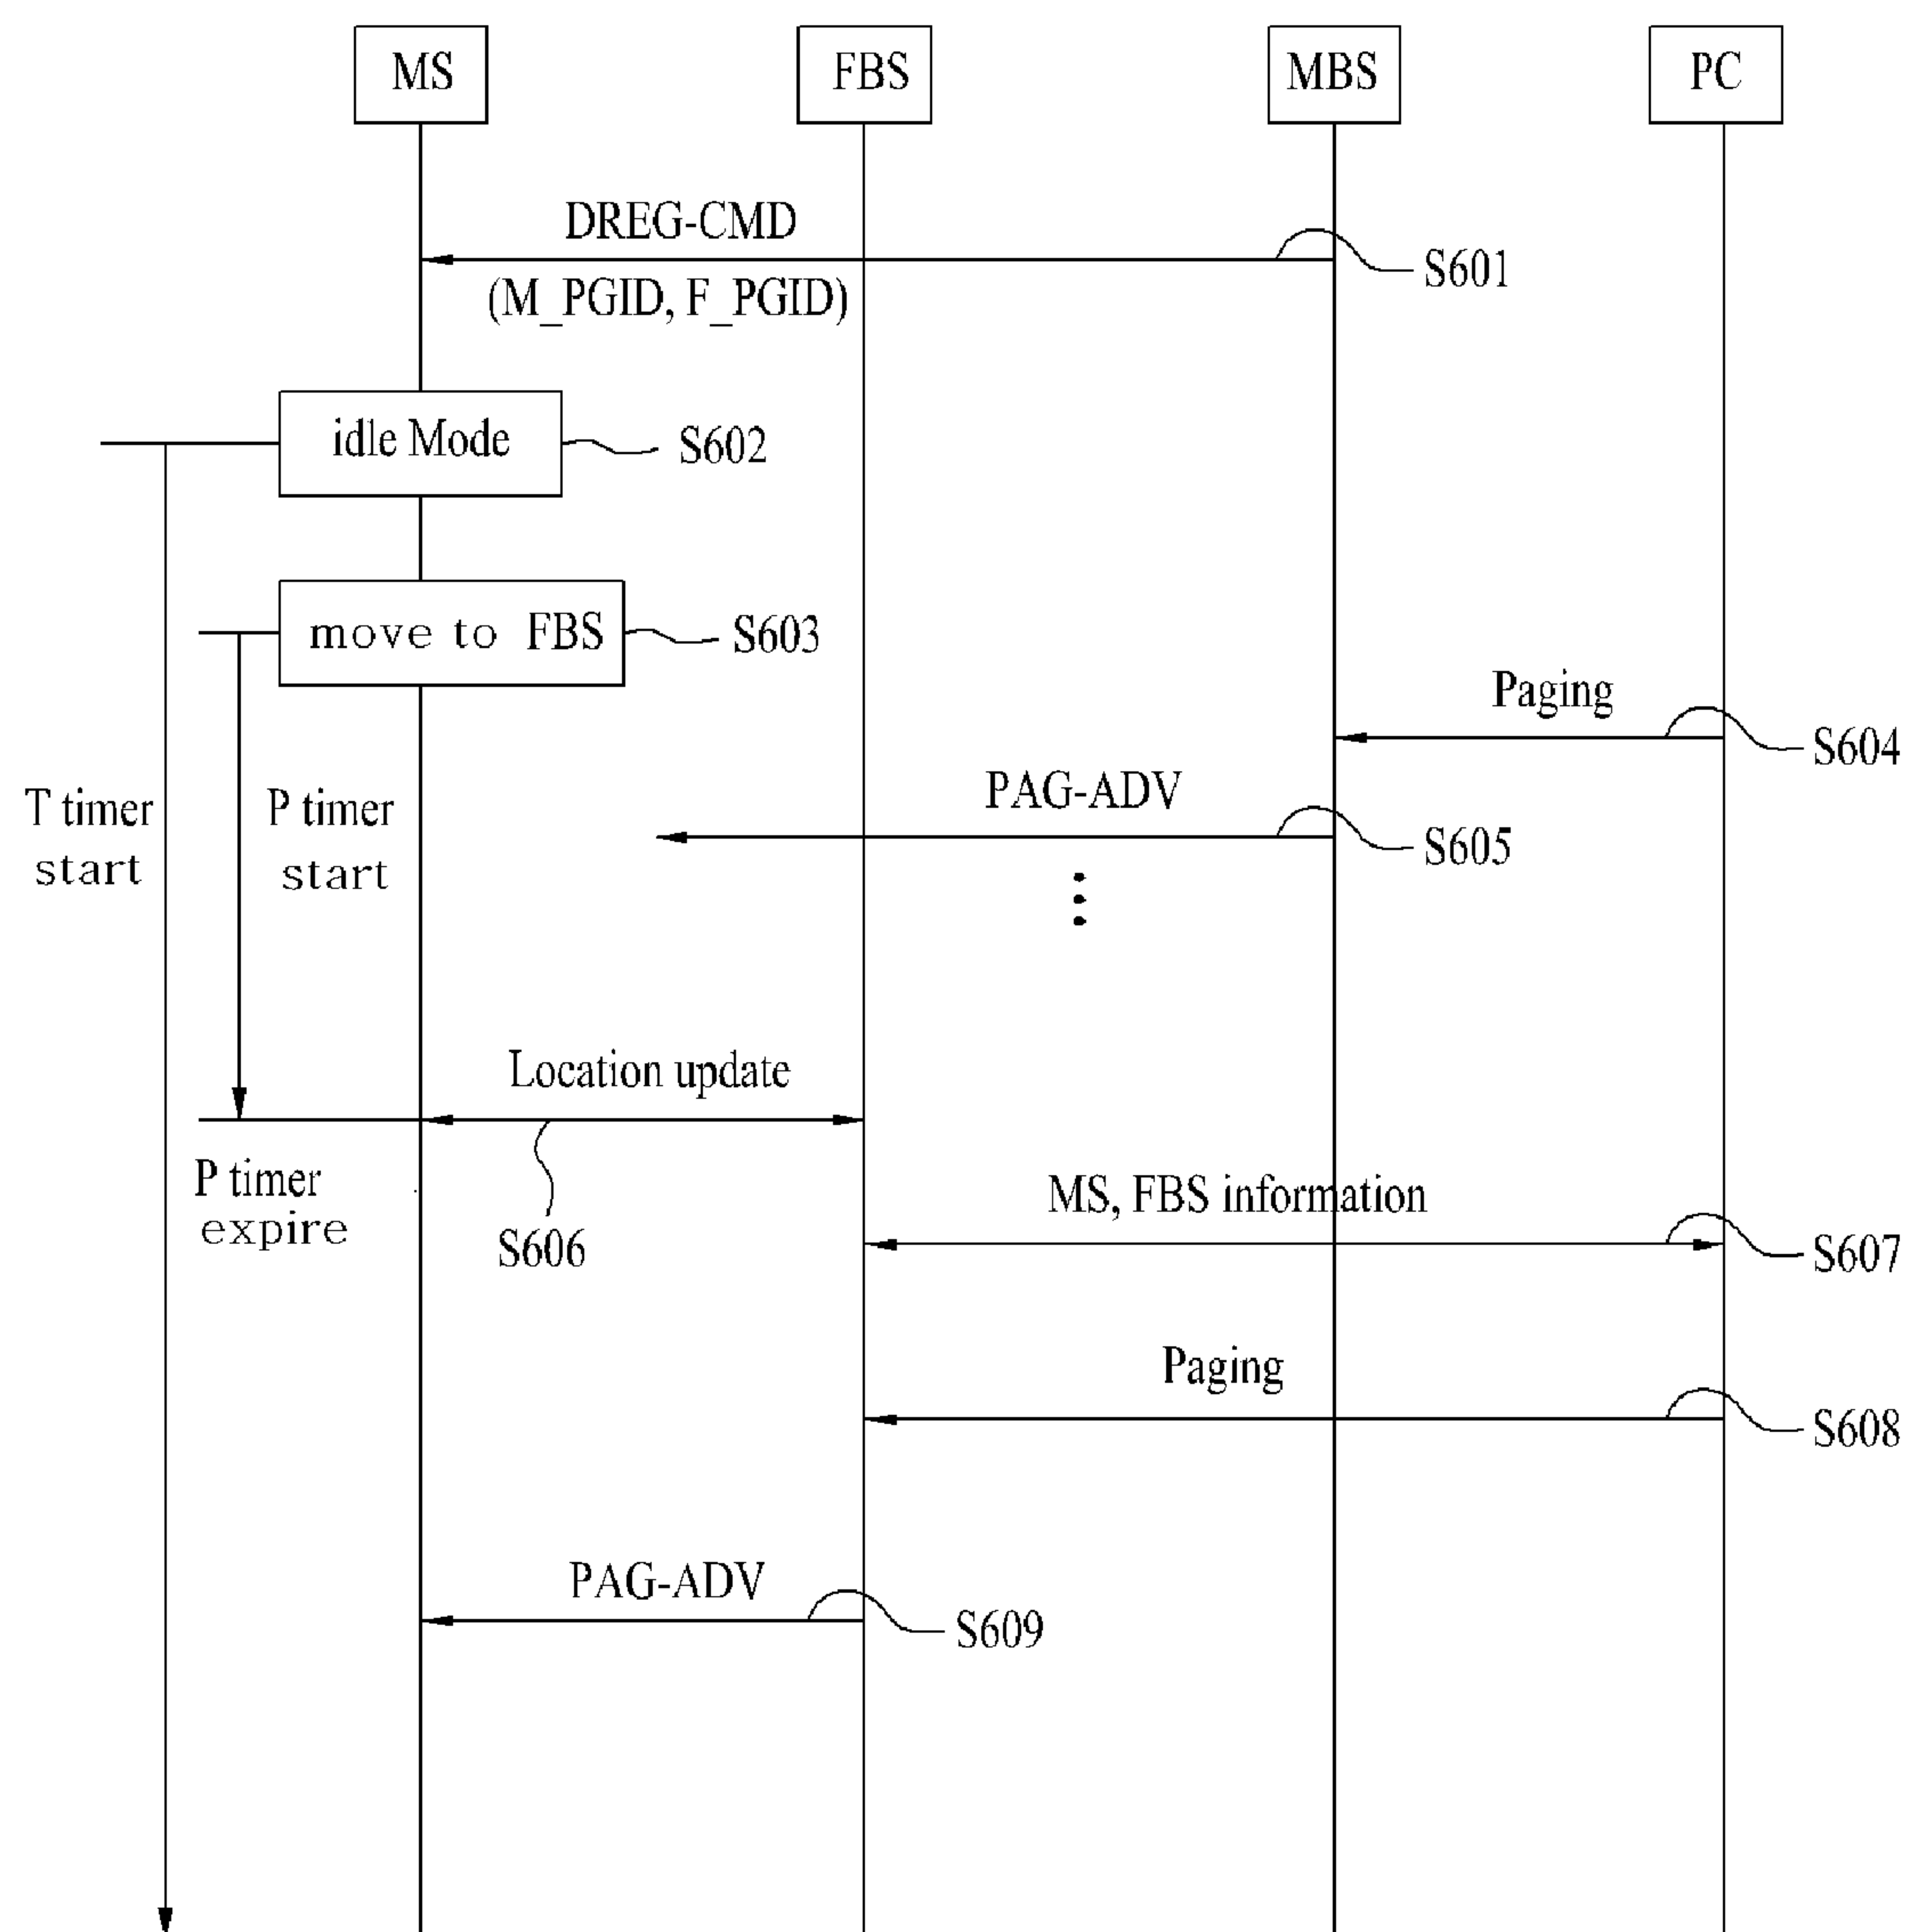 MS
FBS
MBS
PC
DREG-CMD
S601
(M_PGID, F_PGID)
idle Mode
S602
move to FBS
S603
Paging
S604
PAG-ADV
S605
T timer
start
P timer
start
Location update
S606
P timer
expire
MS, FBS information
S607
Paging
S608
PAG-ADV
S609